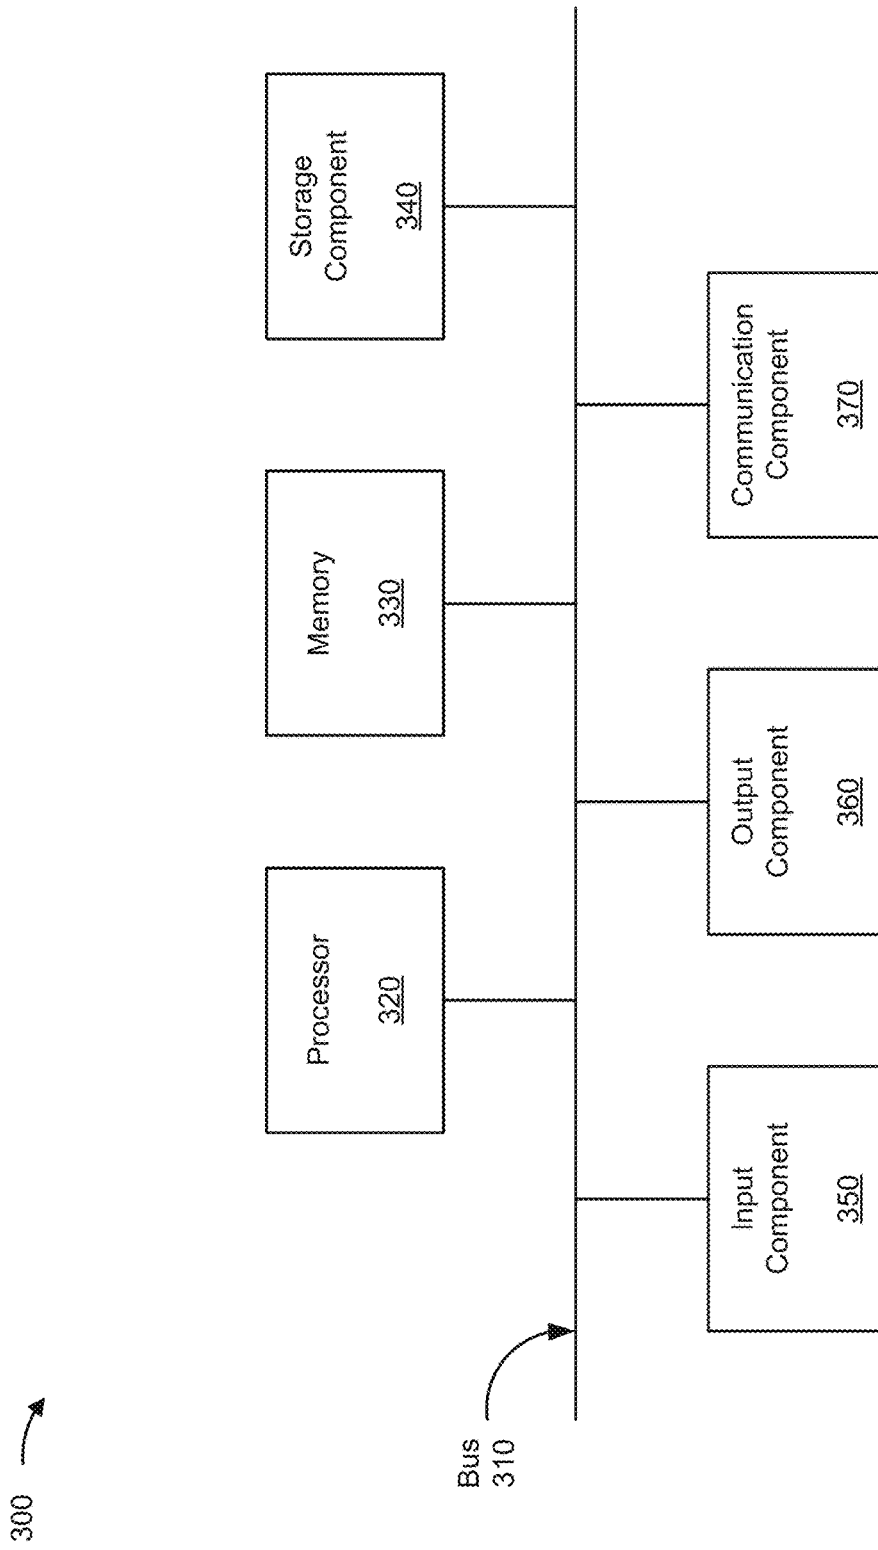 300
Bus
310
Processor
320
Memory
330
Storage
Component
340
Input
Component
350
Output
Component
360
Communication
Component
370